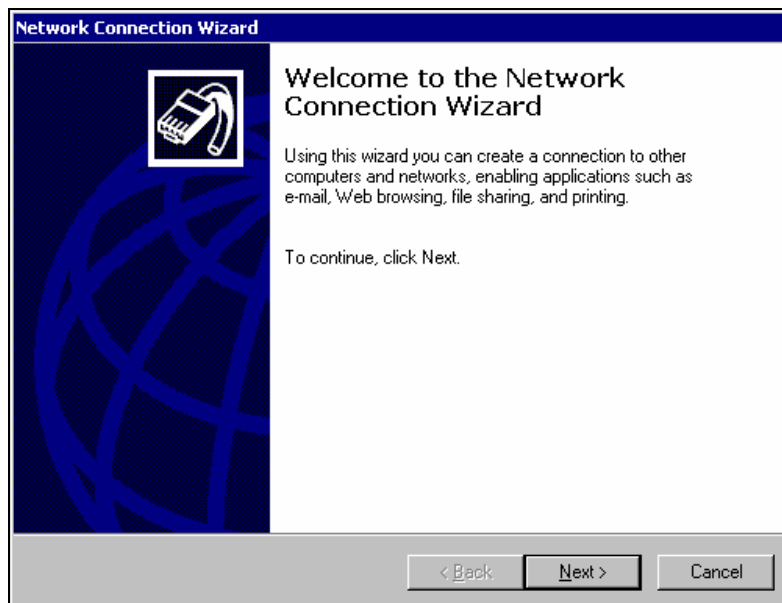 Network Connection Wizard
Welcome to the Network
Connection Wizard
Using this wizard you can create a connection to other
computers and networks, enabling applications such as
e-mail, Web browsing, file sharing, and printing.
To continue, click Next.
< Back
Next >
Cancel